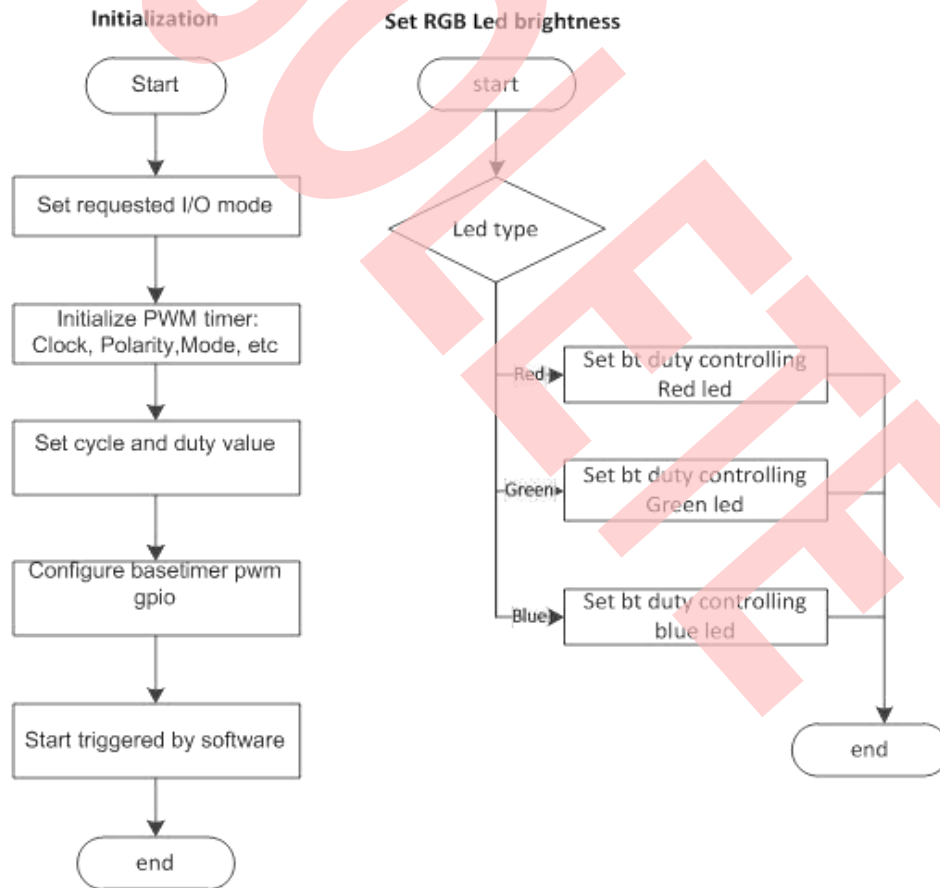 Initialization
Start
Set requested I/O mode
Initialize PWM timer:
Clock, Polarity,Mode, etc
Set cycle and duty value
Configure basetimer pwm
gpio
Start triggered by software
end
Set RGB Led brightness
start
Led type
Red
Set bt duty controlling
Red led
Green
Set bt duty controlling
Green led
Blue
Set bt duty controlling
blue led
end
OLETE